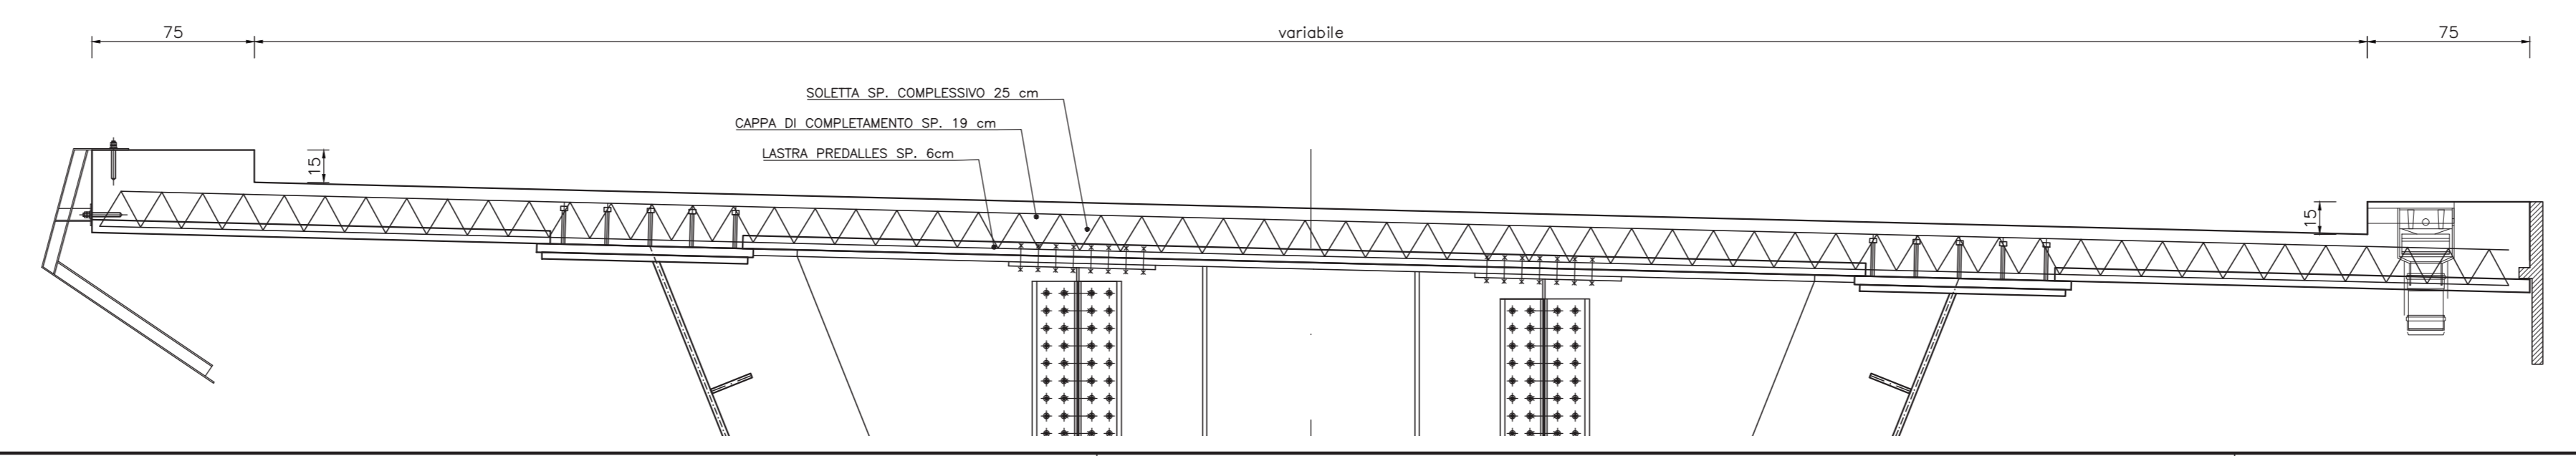 75
variabile
75
SOLETTA SP. COMPLESSIVO 25 cm
CAPPA DI COMPLETAMENTO SP. 19 cm
LASTRA PREDALLES SP. 6cm
15
15